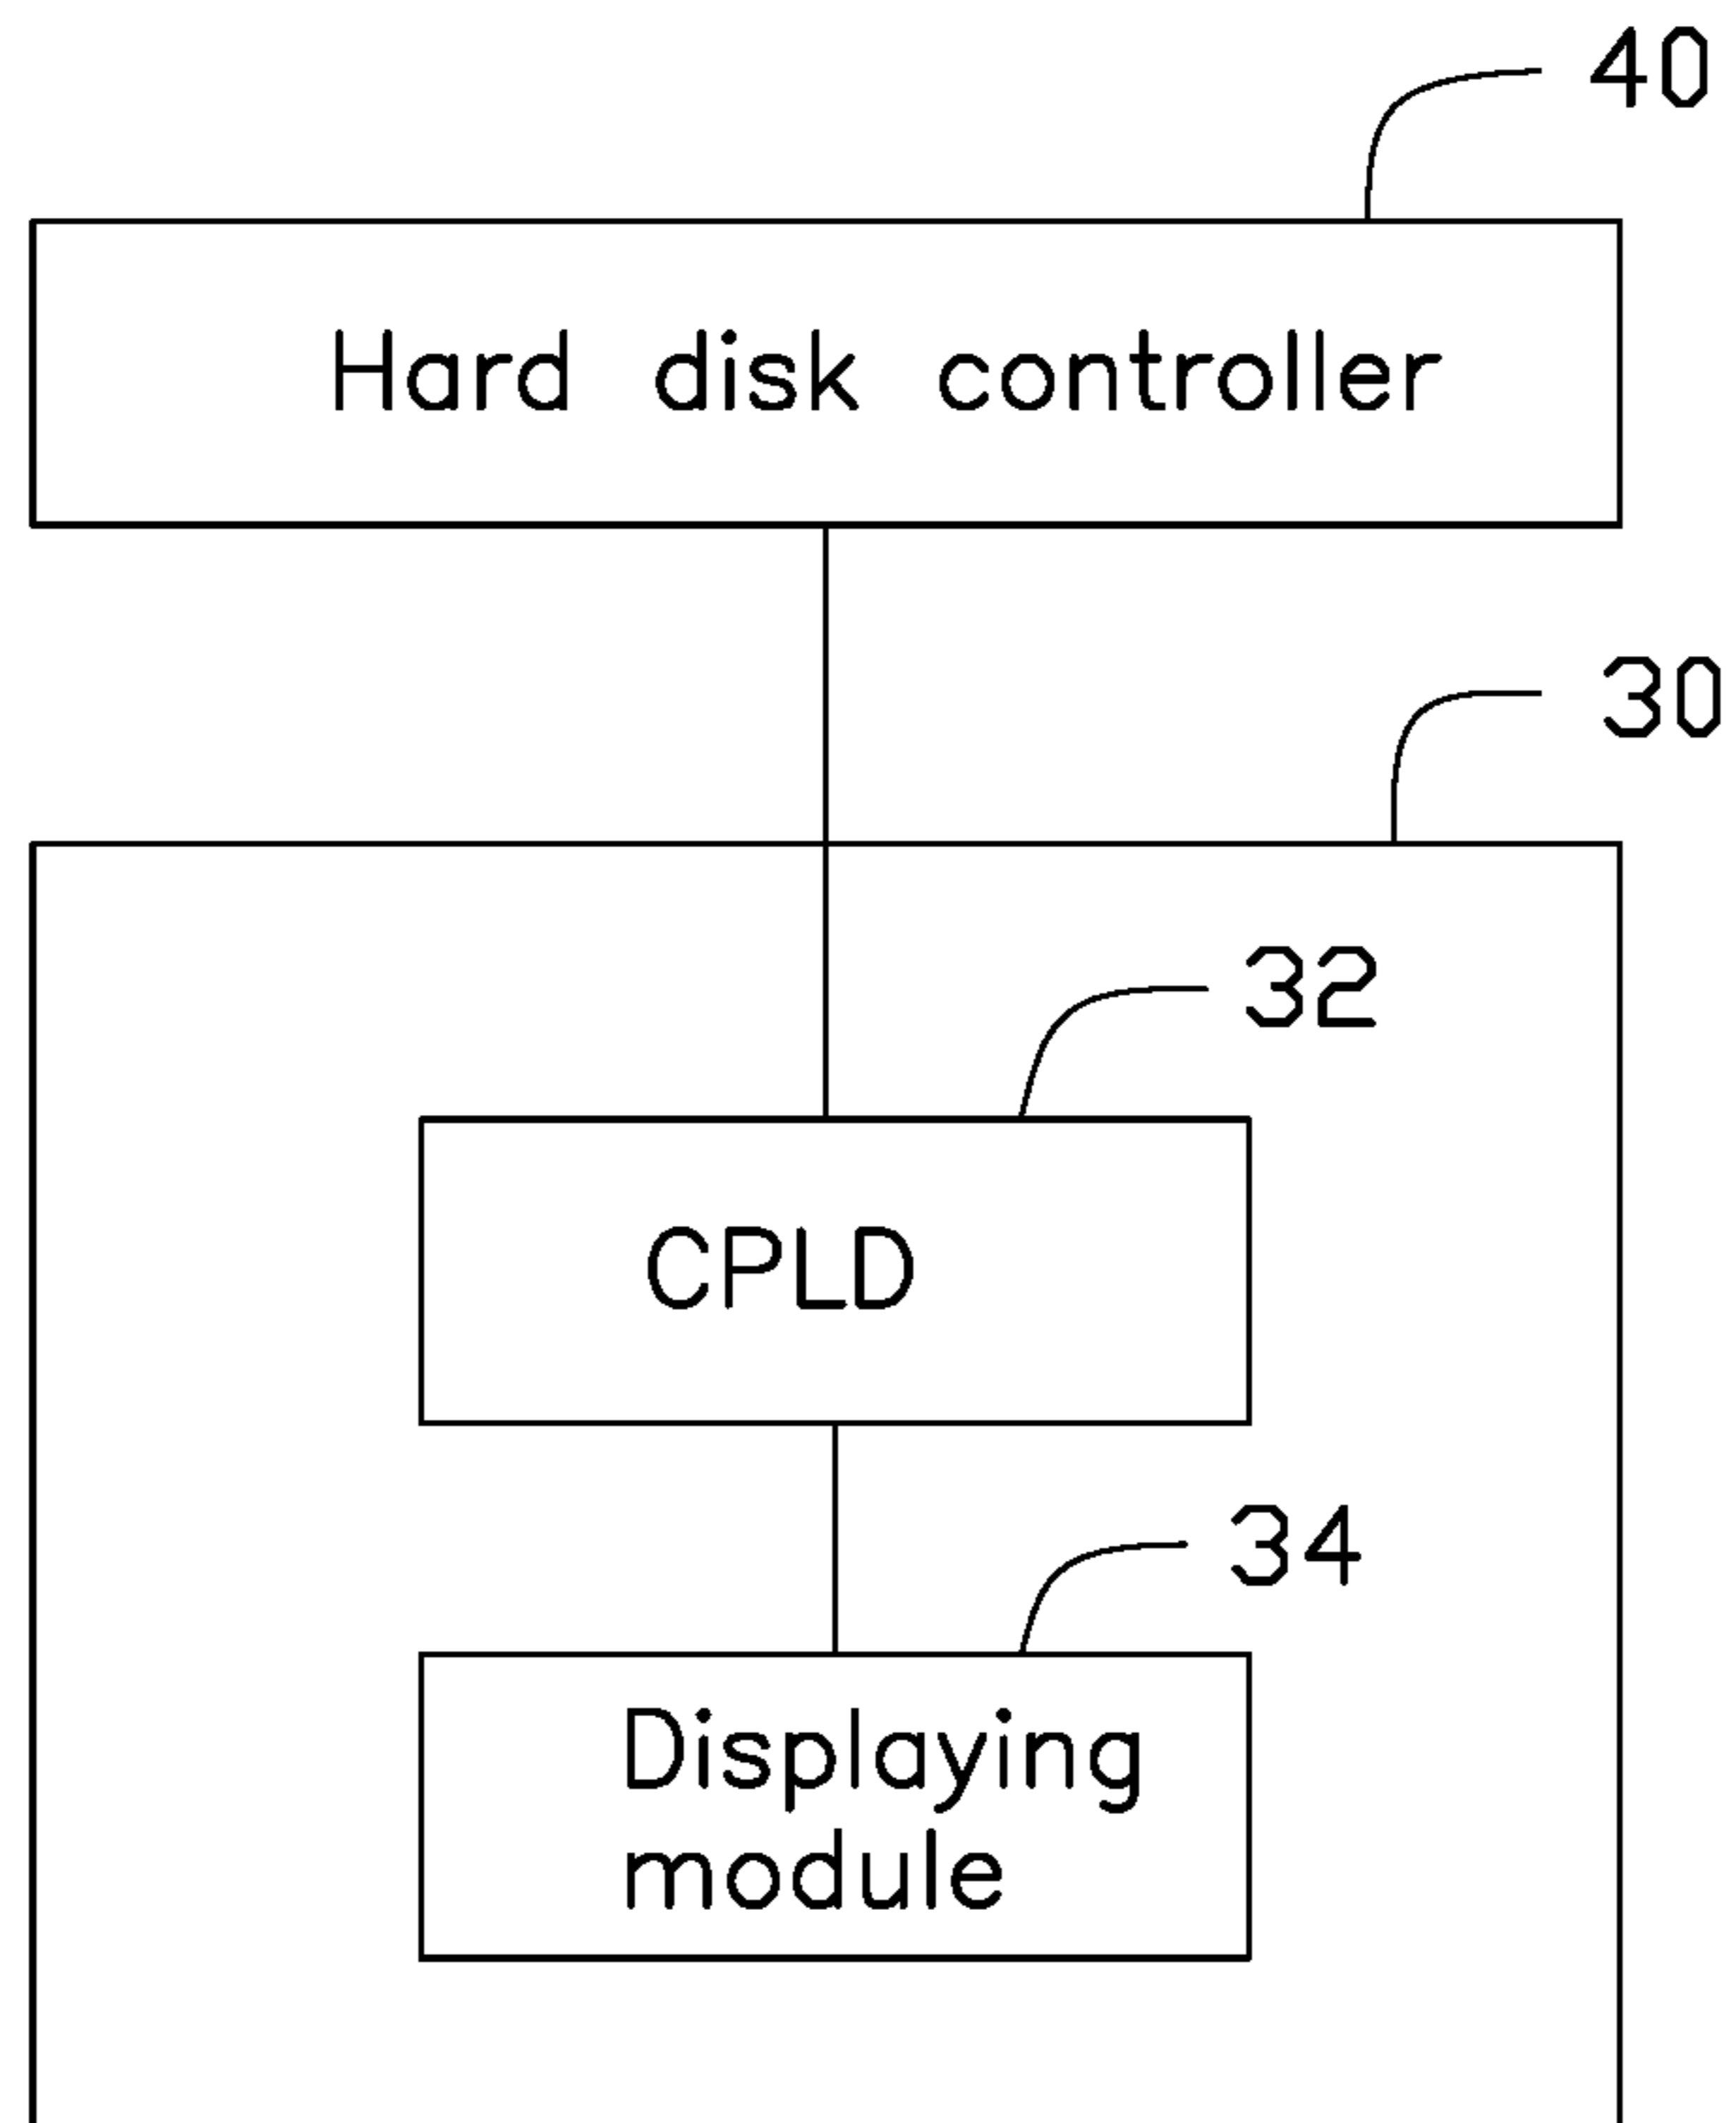 40
Hard disk controller
30
32
CPLD
34
Displaying
module